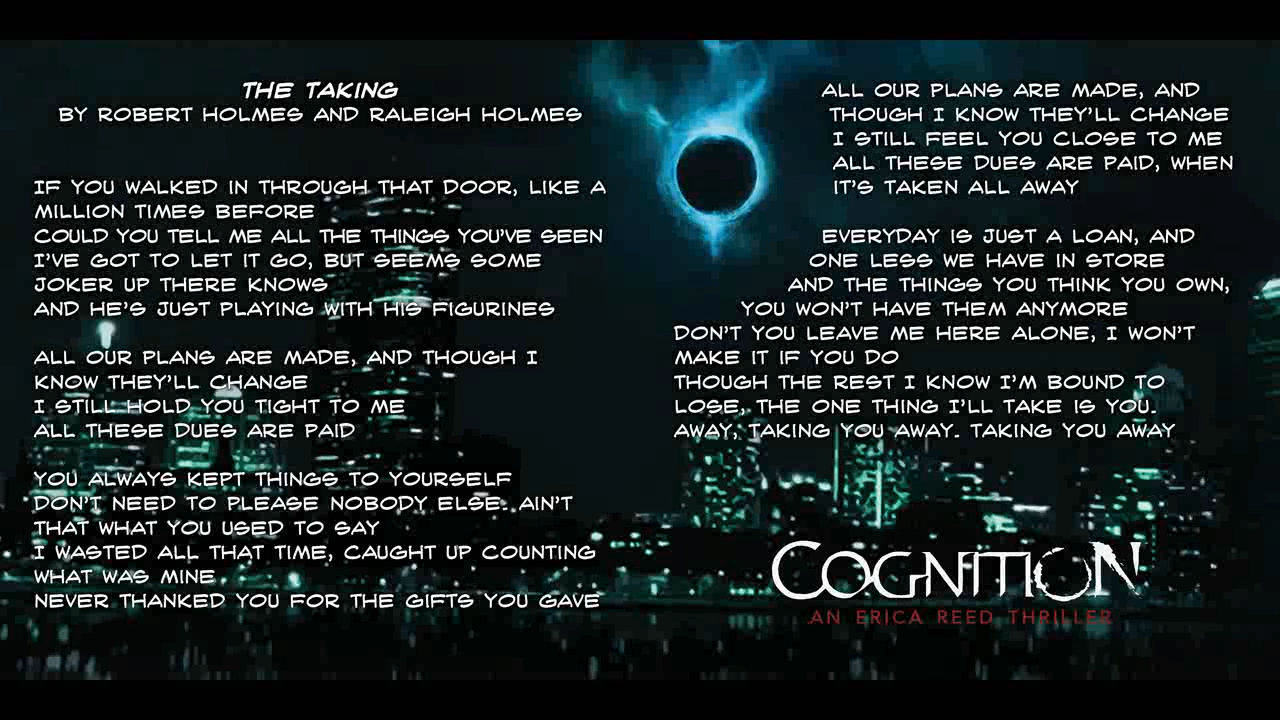 THE TAKING
BY ROBERT HOLMES AND RALEIGH HOLMES
IF YOU WALKED IN THROUGH THAT DOOR, LIKE A
MILLION TIMES BEFORE
COULD YOU TELL ME ALL THE THINGS YOU'VE SEEN
I'VE GOT TO LET IT GO, BUT SEEMS SOME
JOKER UP THERE KNOWS
AND HE'S JUST PLAYING WITH HIS FIGURINES
ALL OUR PLANS ARE MADE, AND THOUGH I
KNOW THEY'LL CHANGE
I STILL HOLD YOU TIGHT TO ME
ALL THESE DUES ARE PAID
YOU ALWAYS KEPT THINGS TO YOURSELF
DON'T NEED TO PLEASE NOBODY ELSE. AIN'T
THAT WHAT YOU USED TO SAY
I WASTED ALL THAT TIME, CAUGHT UP COUNTING
WHAT WAS MINE
NEVER THANKED YOU FOR THE GIFTS YOU GAVE
ALL OUR PLANS ARE MADE, AND
THOUGH I KNOW THEY'LL CHANGE
I STILL FEEL YOU CLOSE TO ME
ALL THESE DUES ARE PAID, WHEN
IT'S TAKEN ALL AWAY
EVERYDAY IS JUST A LOAN, AND
ONE LESS WE HAVE IN STORE
AND THE THINGS YOU THINK YOU OWN,
YOU WON'T HAVE THEM ANYMORE
DON'T YOU LEAVE ME HERE ALONE, I WON'T
MAKE IT IF YOU DO
THOUGH THE REST I KNOW I'M BOUND TO
LOSE, THE ONE THING I'LL TAKE IS YOU.
AWAY, TAKING YOU AWAY. TAKING YOU AWAY
COGNITION
AN ERICA REED THRILLER